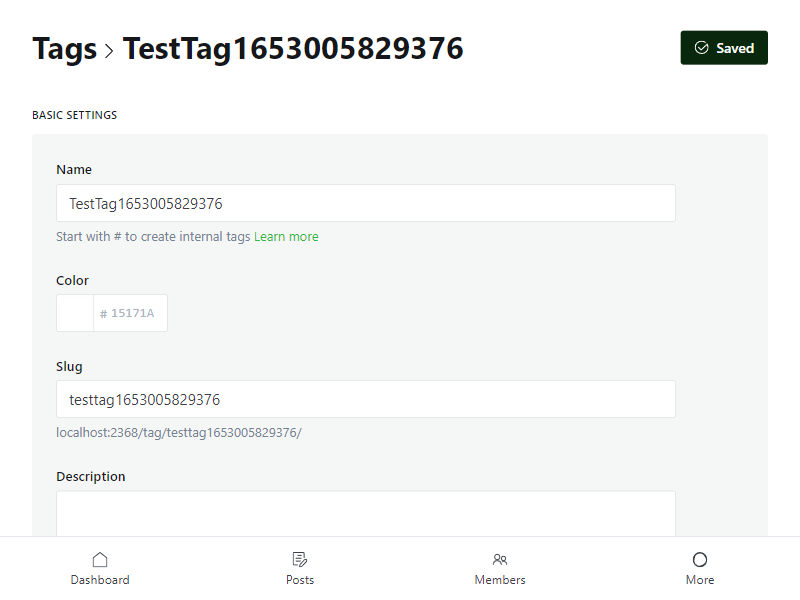 Tags > TestTag1653005829376
Saved
BASIC SETTINGS
Name
TestTag1653005829376
Start with # to create internal tags Learn more
Color
# 15171A
Slug
testtag1653005829376
localhost:2368/tag/testtag1653005829376/
Description
Dashboard
Posts
Members
More